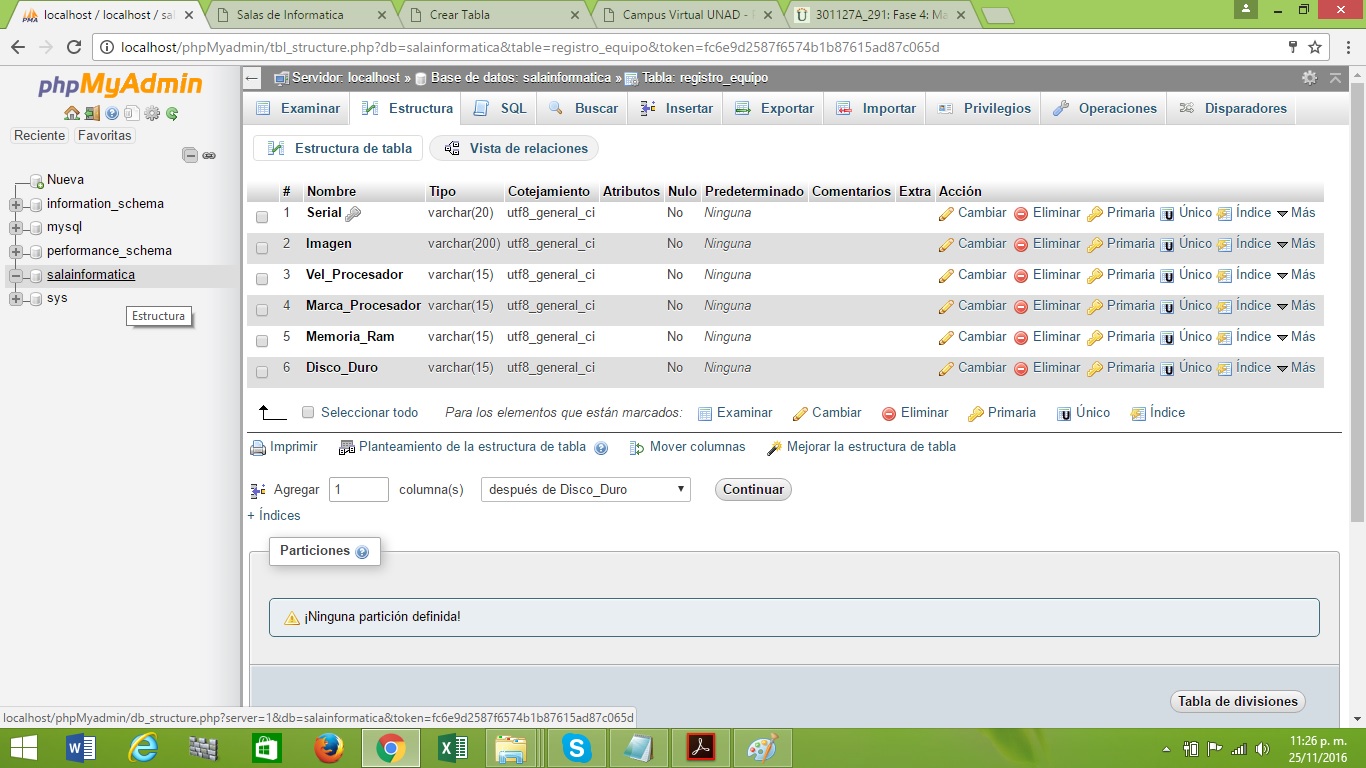 localhost / localhost / sal
Salas de Informatica
Crear Tabla
Campus Virtual UNAD -
301127A_291: Fase 4: Ma
localhost/phpMyadmin/tbl_structure.php?db=salainformatica&table=registro_equipo&token=fc6e9d2587f6574b1b87615ad87c065d
phpMyAdmin
Reciente Favoritas
Nueva
information_schema
mysql
performance_schema
salainformatica
sys
Estructura
Servidor: localhost » Base de datos: salainformatica » Tabla: registro_equipo
Examinar Estructura SQL Buscar Insertar Exportar Importar Privilegios Operaciones Disparadores
Estructura de tabla Vista de relaciones
# Nombre Tipo Cotejamiento Atributos Nulo Predeterminado Comentarios Extra Acción
1 Serial varchar(20) utf8_general_ci No Ninguna Cambiar Eliminar Primaria Único Índice Más
2 Imagen varchar(200) utf8_general_ci No Ninguna Cambiar Eliminar Primaria Único Índice Más
3 Vel_Procesador varchar(15) utf8_general_ci No Ninguna Cambiar Eliminar Primaria Único Índice Más
4 Marca_Procesador varchar(15) utf8_general_ci No Ninguna Cambiar Eliminar Primaria Único Índice Más
5 Memoria_Ram varchar(15) utf8_general_ci No Ninguna Cambiar Eliminar Primaria Único Índice Más
6 Disco_Duro varchar(15) utf8_general_ci No Ninguna Cambiar Eliminar Primaria Único Índice Más
Seleccionar todo Para los elementos que están marcados: Examinar Cambiar Eliminar Primaria Único Índice
Imprimir Planteamiento de la estructura de tabla Mover columnas Mejorar la estructura de tabla
Agregar 1 columna(s) después de Disco_Duro Continuar
+ Índices
Particiones
¡Ninguna partición definida!
Tabla de divisiones
localhost/phpMyadmin/db_structure.php?server=1&db=salainformatica&token=fc6e9d2587f6574b1b87615ad87c065d
11:26 p. m.
25/11/2016